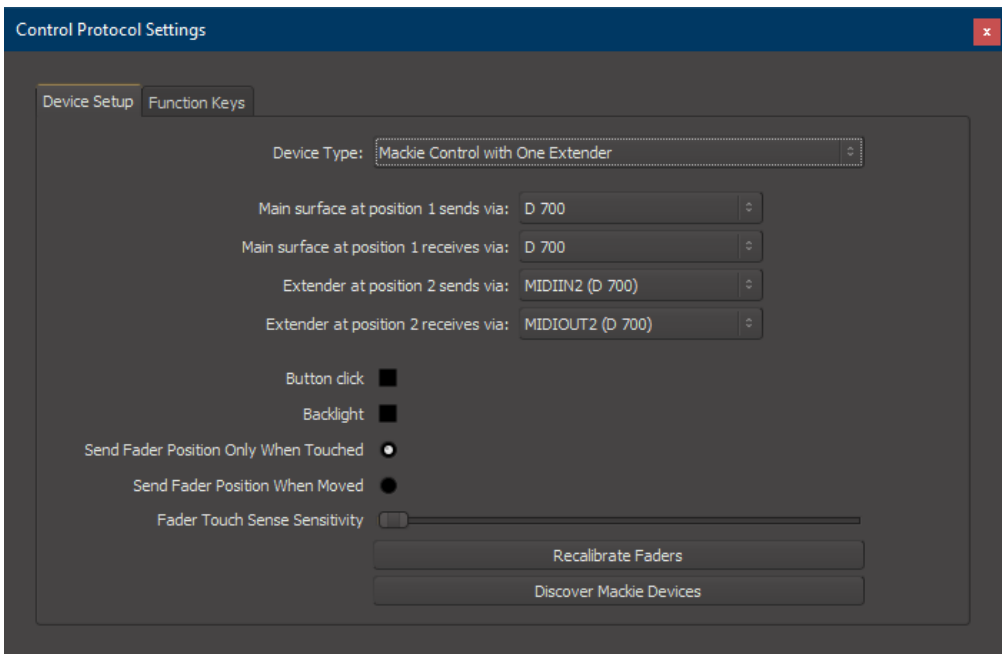 Control Protocol Settings
x
Device Setup Function Keys
Device Type: Mackie Control with One Extender
Main surface at position 1 sends via: D 700
Main surface at position 1 receives via: D 700
Extender at position 2 sends via: MIDIIN2 (D 700)
Extender at position 2 receives via: MIDIOUT2 (D 700)
Button click
Backlight
Send Fader Position Only When Touched
Send Fader Position When Moved
Fader Touch Sense Sensitivity
Recalibrate Faders
Discover Mackie Devices